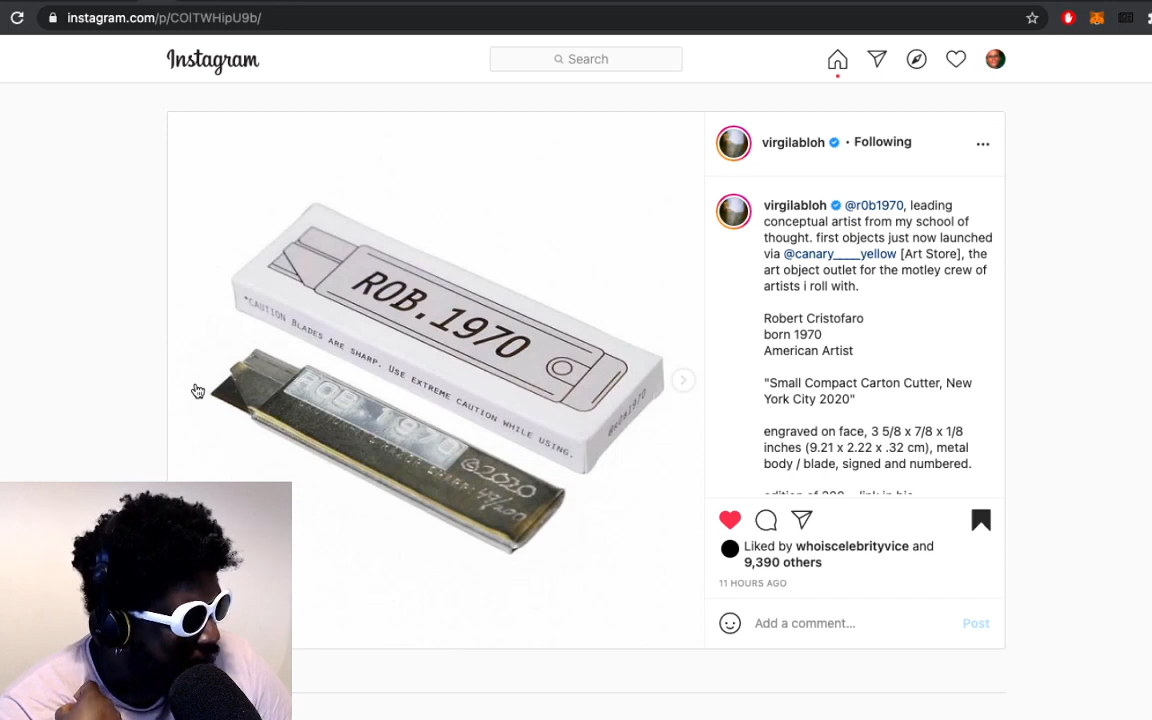 instagram.com/p/COlTWHipU9b/
Instagram
Search
virgilabloh • Following
virgilabloh @r0b1970, leading
conceptual artist from my school of
thought. first objects just now launched
via @canary____yellow [Art Store], the
art object outlet for the motley crew of
artists i roll with.
Robert Cristofaro
born 1970
American Artist
"Small Compact Carton Cutter, New
York City 2020"
engraved on face, 3 5/8 x 7/8 x 1/8
inches (9.21 x 2.22 x .32 cm), metal
body / blade, signed and numbered.
ROB.1970
"CAUTION BLADES ARE SHARP. USE EXTREME CAUTION WHILE USING.
@r0b1970
ROB.1970
©2020
47/200
Liked by whoiscelebrityvice and
9,390 others
11 HOURS AGO
Add a comment...
Post